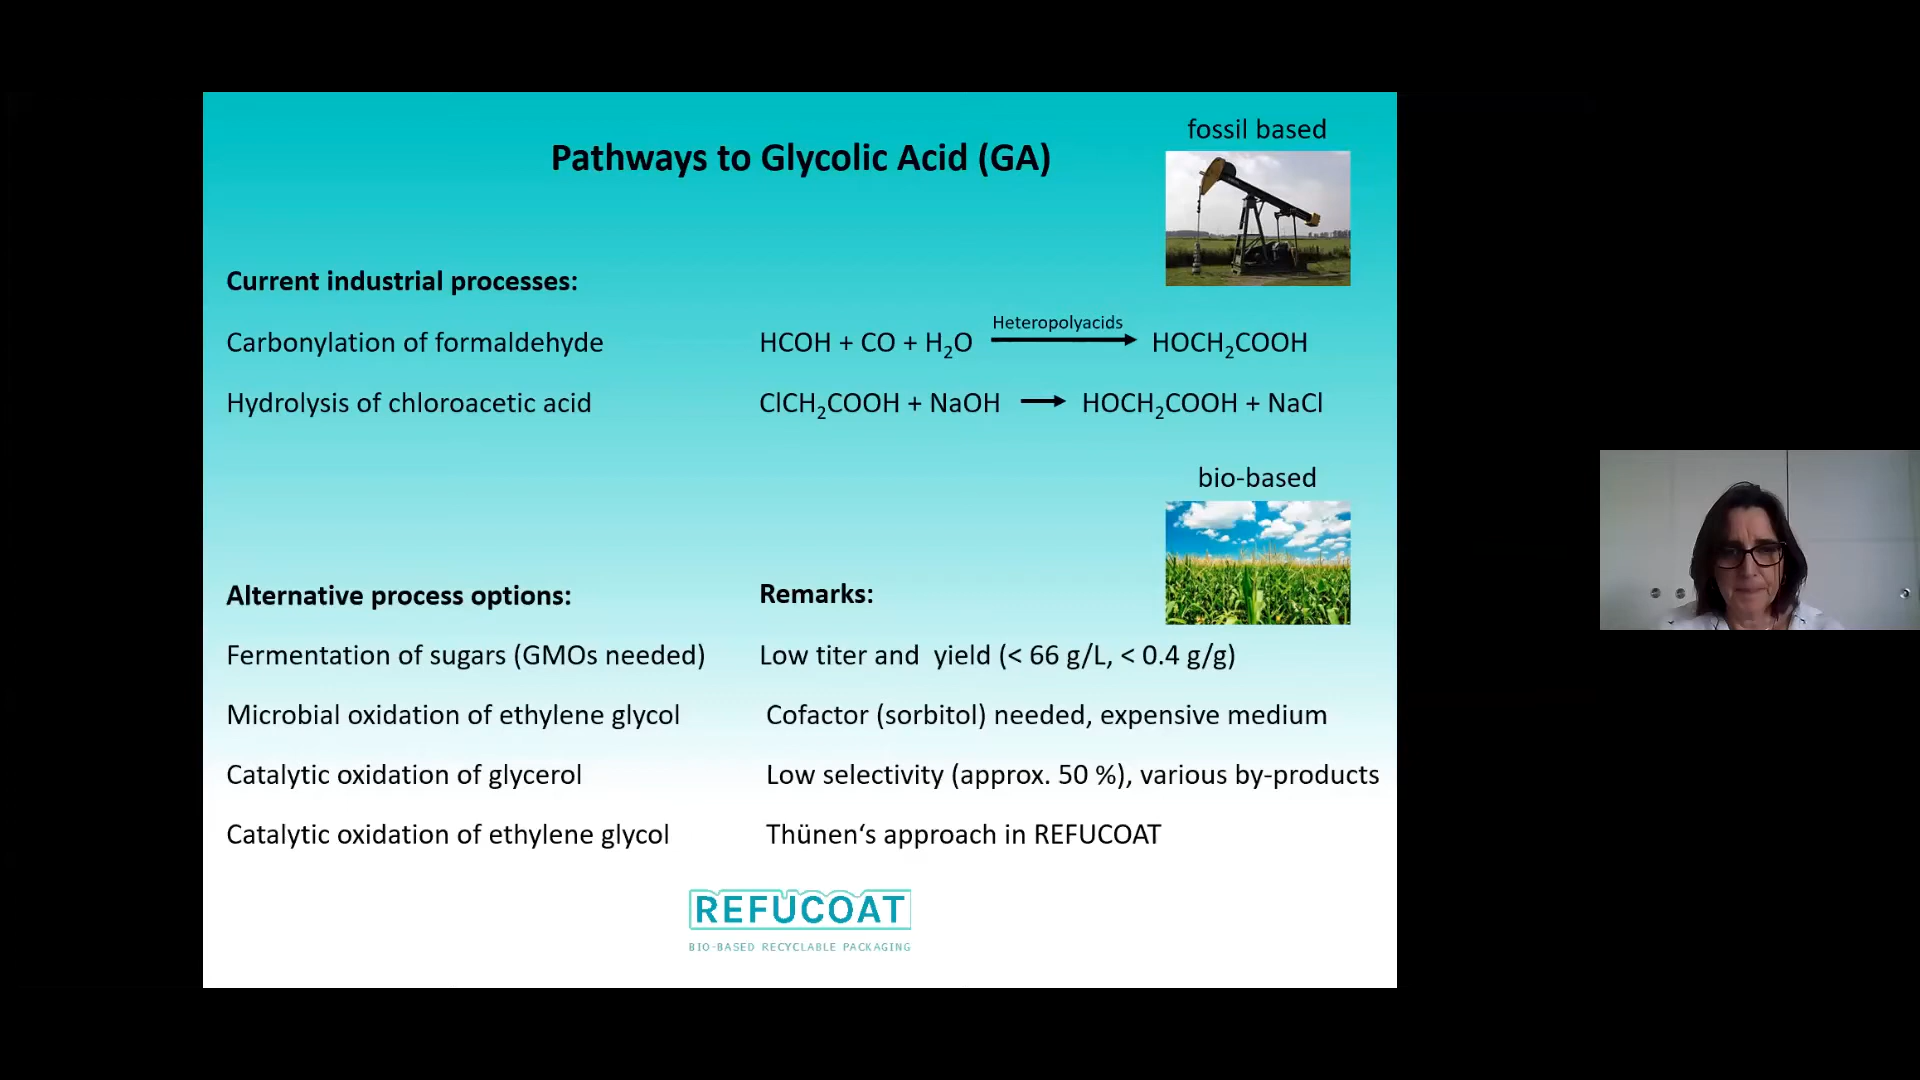 fossil based
Pathways to Glycolic Acid (GA)
Current industrial processes:
Carbonylation of formaldehyde
HCOH + CO + H₂O
Heteropolyacids
HOCH₂COOH
Hydrolysis of chloroacetic acid
ClCH₂COOH + NaOH
HOCH₂COOH + NaCl
bio-based
Alternative process options:
Remarks:
Fermentation of sugars (GMOs needed)
Low titer and yield (< 66 g/L, < 0.4 g/g)
Microbial oxidation of ethylene glycol
Cofactor (sorbitol) needed, expensive medium
Catalytic oxidation of glycerol
Low selectivity (approx. 50 %), various by-products
Catalytic oxidation of ethylene glycol
Thünen‘s approach in REFUCOAT
REFUCOAT
BIO-BASED RECYCLABLE PACKAGING